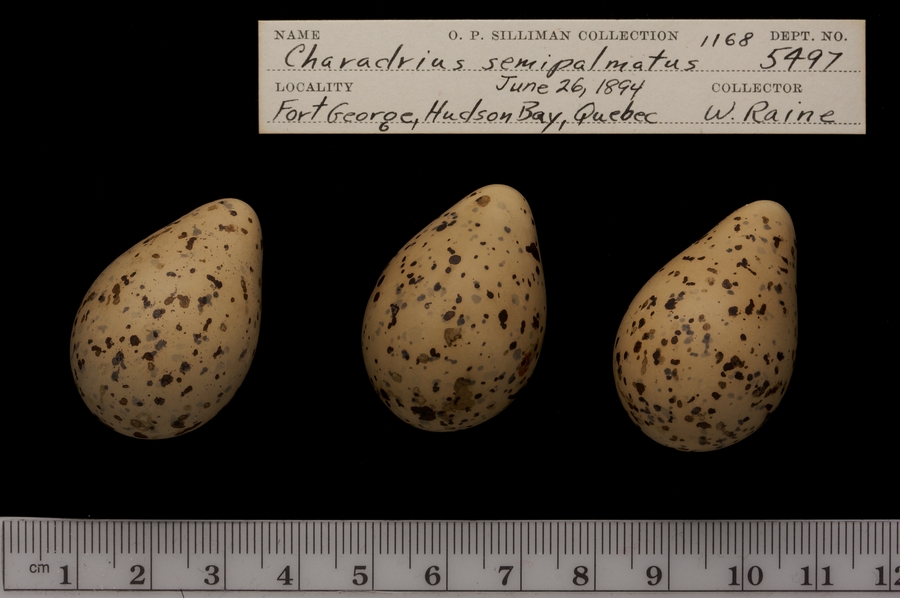 NAME O. P. SILLIMAN COLLECTION 1168 DEPT. NO.
Charadrius semipalmatus 5497
LOCALITY June 26, 1894 COLLECTOR
Fort George, Hudson Bay, Quebec W. Raine
cm 1 2 3 4 5 6 7 8 9 10 11 12